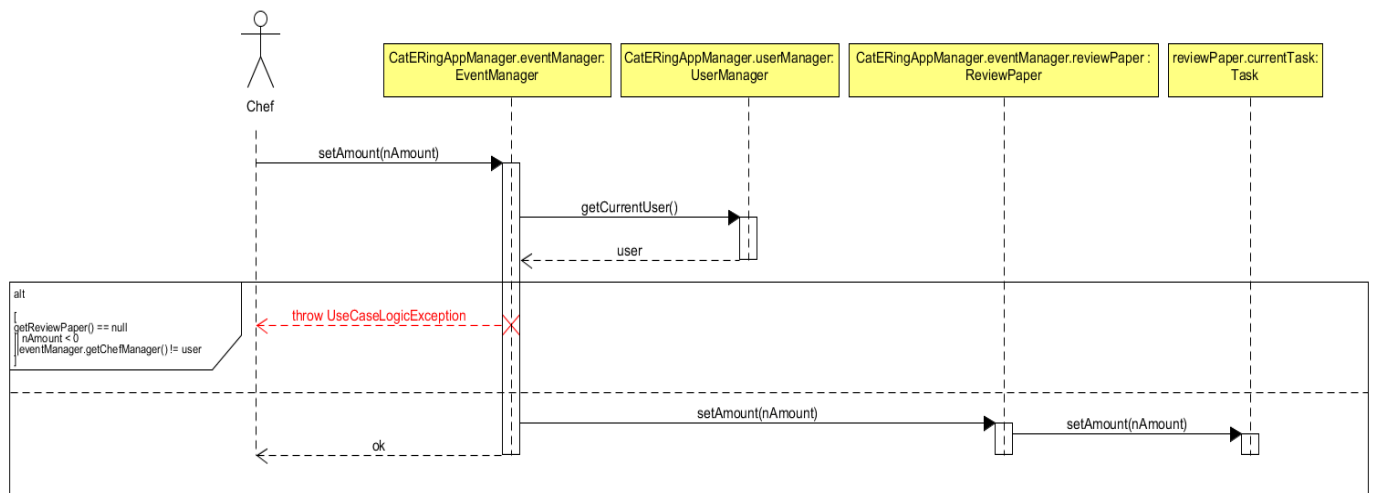 CatERingAppManager.eventManager:
EventManager
CatERingAppManager.userManager:
UserManager
CatERingAppManager.eventManager.reviewPaper :
ReviewPaper
reviewPaper.currentTask:
Task
Chef
setAmount(nAmount)
getCurrentUser()
user
alt
[
getReviewPaper() == null
|| nAmount < 0
||eventManager.getChefManager() != user
]
throw UseCaseLogicException
setAmount(nAmount)
setAmount(nAmount)
ok